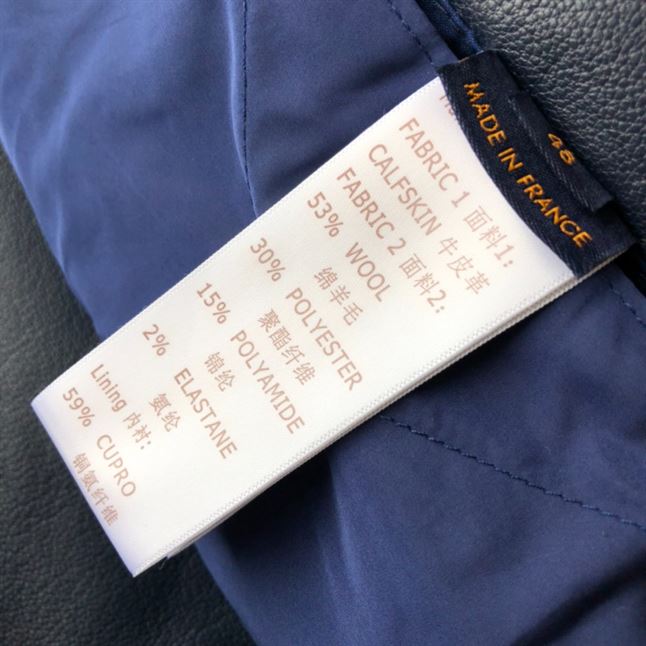 MADE IN FRANCE
48
FABRIC 1 面料1:
CALFSKIN 牛皮革
FABRIC 2 面料2:
53% WOOL
绵羊毛
30% POLYESTER
聚酯纤维
15% POLYAMIDE
锦纶
2% ELASTANE
氨纶
Lining 内衬:
59% CUPRO
铜氨纤维